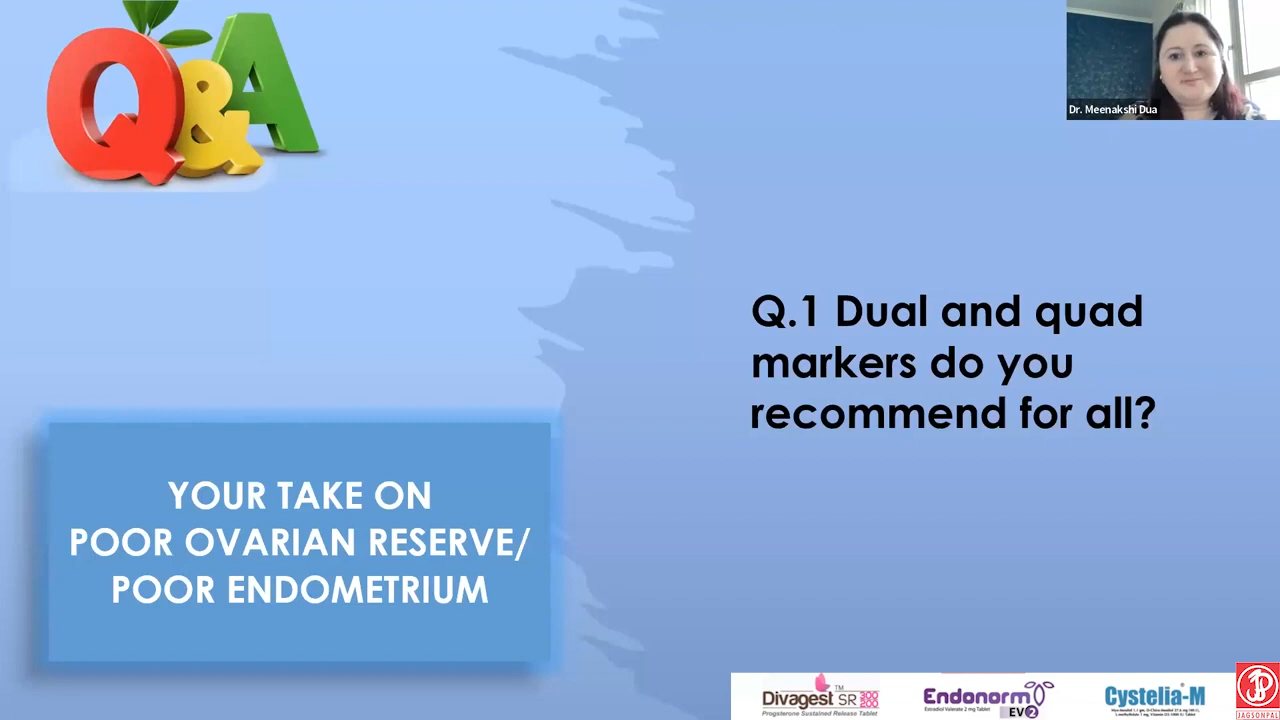 Q&A
Dr. Meenakshi Dua
Q.1 Dual and quad
markers do you
recommend for all?
YOUR TAKE ON
POOR OVARIAN RESERVE/
POOR ENDOMETRIUM
Divagest SR 300 200
TM
Progesterone Sustained Release Tablet
Endonorm
EV2
Estradiol Valerate 2 mg Tablet
Cystelia-M
JAGSONPAL